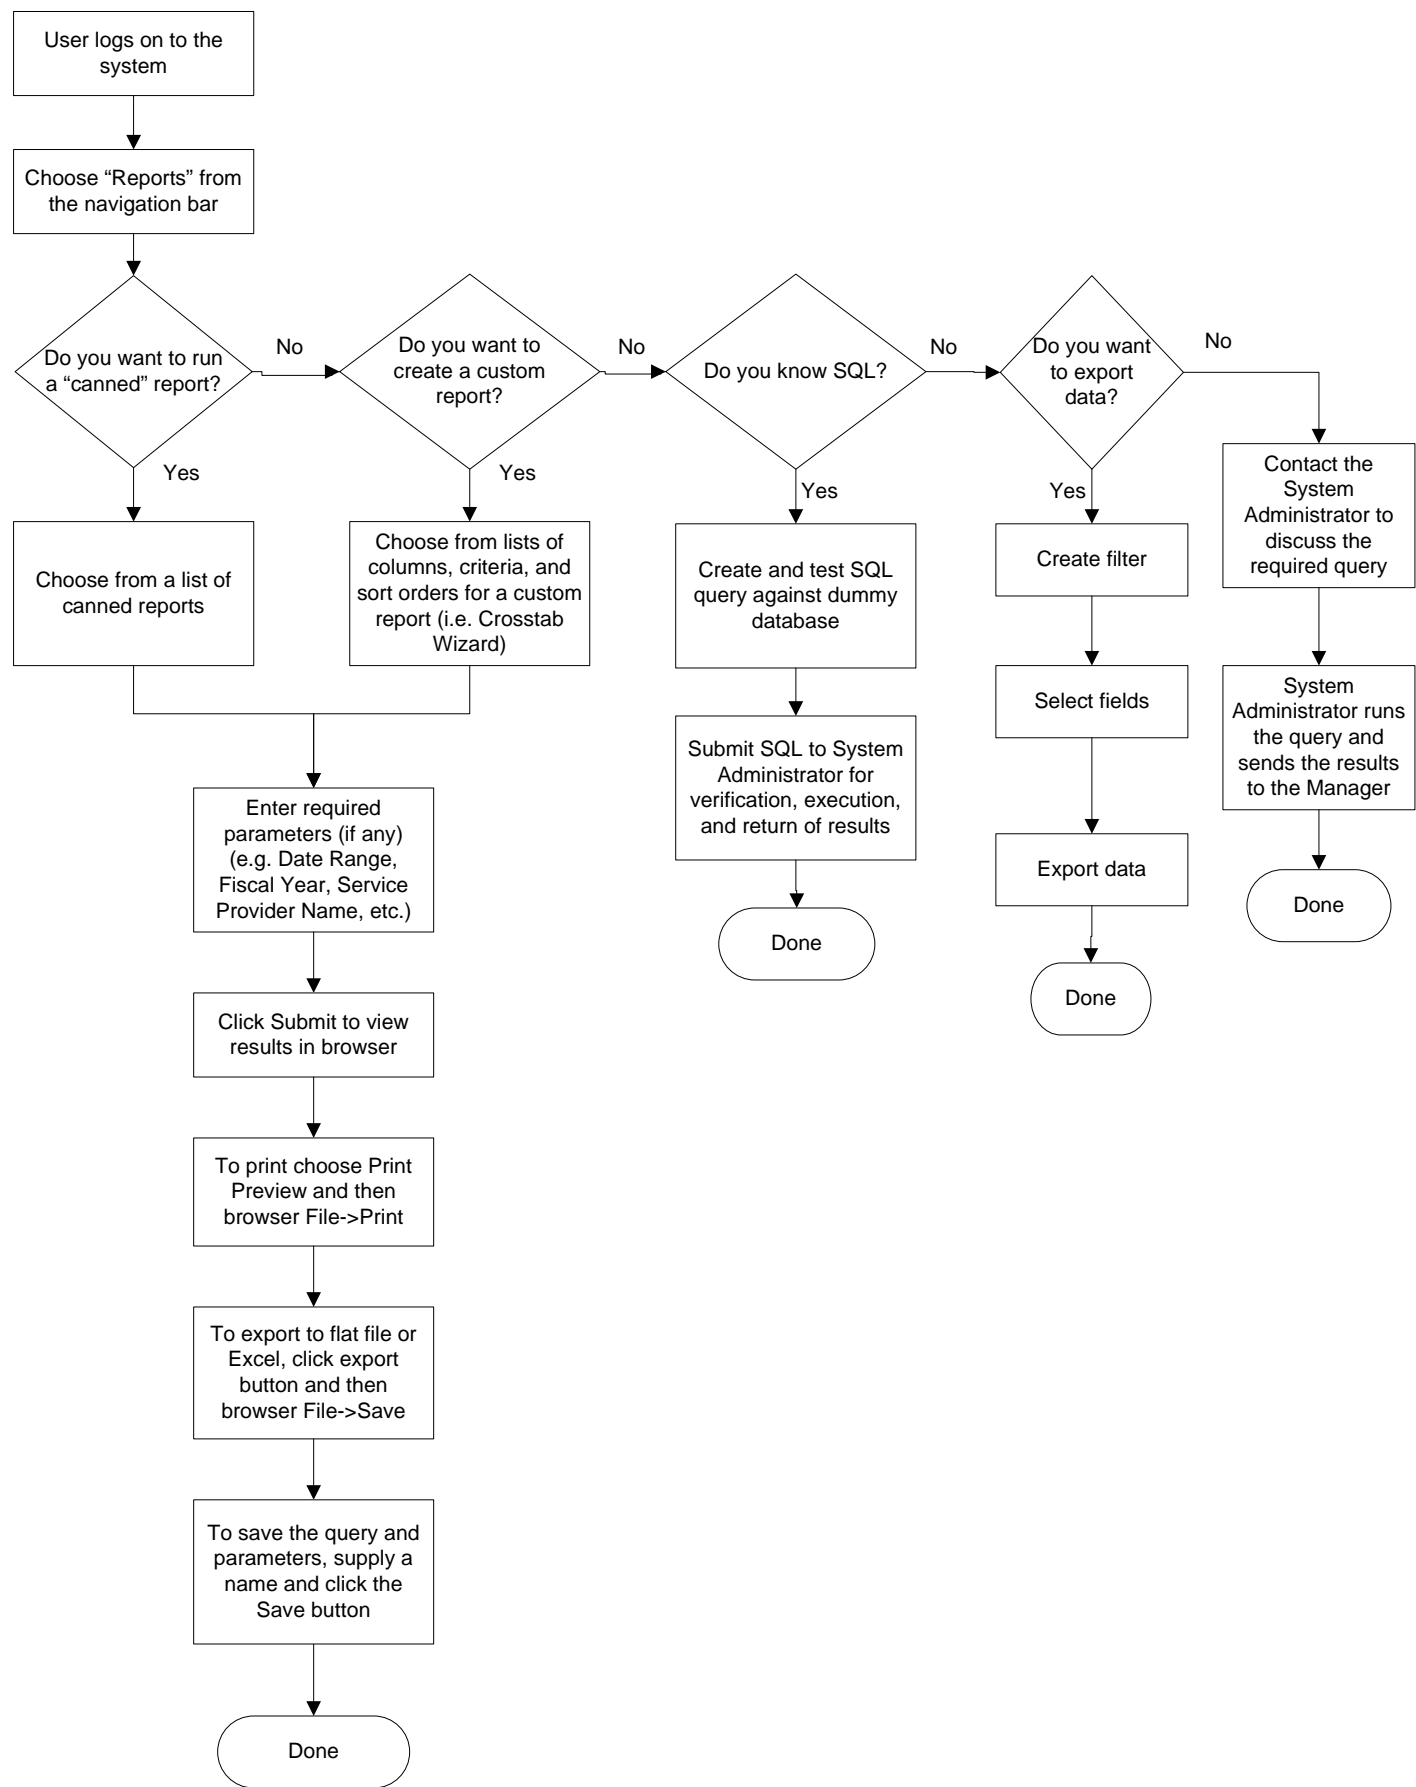 User logs on to the
system
Choose “Reports” from
the navigation bar
Do you want to run
a “canned” report?
No
Yes
Do you want to
create a custom
report?
No
Yes
Do you know SQL?
No
Yes
Do you want
to export
data?
No
Yes
Choose from a list of
canned reports
Choose from lists of
columns, criteria, and
sort orders for a custom
report (i.e. Crosstab
Wizard)
Enter required
parameters (if any)
(e.g. Date Range,
Fiscal Year, Service
Provider Name, etc.)
Click Submit to view
results in browser
To print choose Print
Preview and then
browser File->Print
To export to flat file or
Excel, click export
button and then
browser File->Save
To save the query and
parameters, supply a
name and click the
Save button
Done
Create and test SQL
query against dummy
database
Submit SQL to System
Administrator for
verification, execution,
and return of results
Done
Create filter
Select fields
Export data
Done
Contact the
System
Administrator to
discuss the
required query
System
Administrator runs
the query and
sends the results
to the Manager
Done